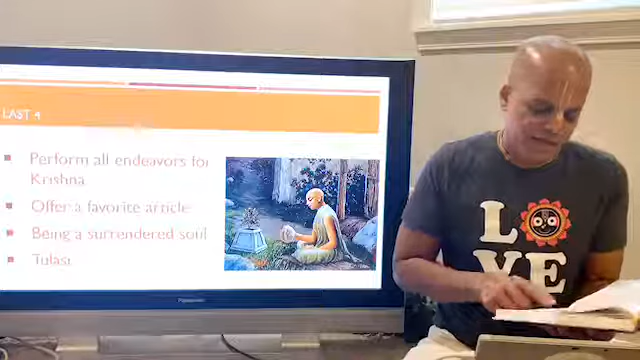 LAST 4
▪ Perform all endeavors for
Krishna
▪ Offer a favorite article
▪ Being a surrendered soul
▪ Tulasi
Panasonic
L VE